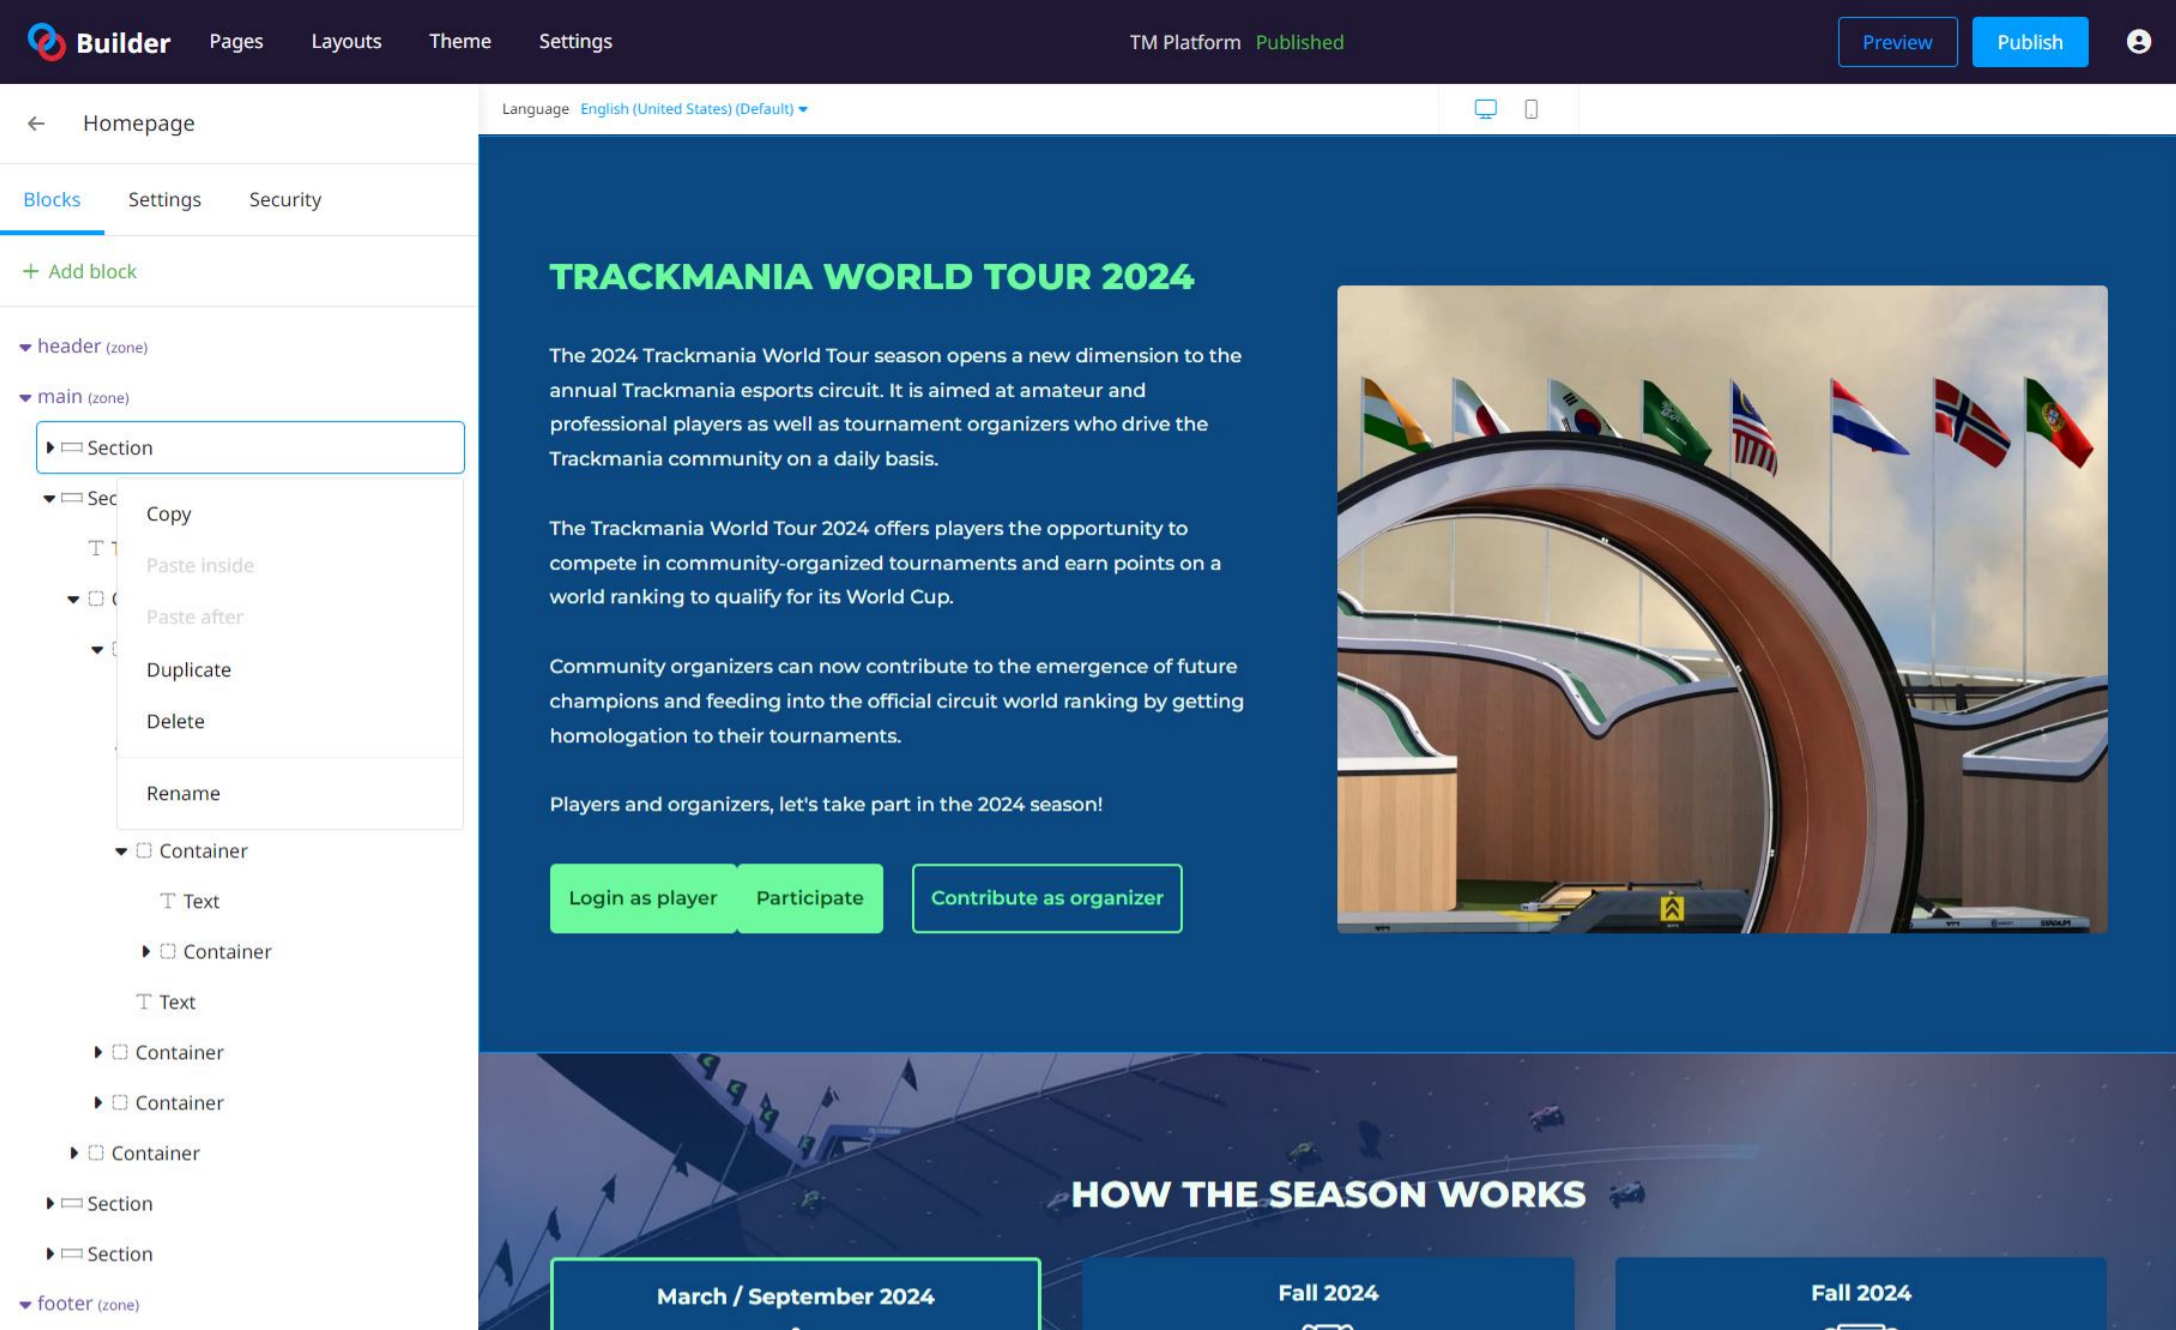 Builder Pages Layouts Theme Settings TM Platform Published Preview Publish
Homepage
Language English (United States) (Default)
Blocks Settings Security
+ Add block
header (zone)
main (zone)
Section
Sec
Copy
Paste inside
Paste after
Duplicate
Delete
Rename
Container
Text
Container
Text
Container
Container
Container
Section
Section
footer (zone)
TRACKMANIA WORLD TOUR 2024
The 2024 Trackmania World Tour season opens a new dimension to the
annual Trackmania esports circuit. It is aimed at amateur and
professional players as well as tournament organizers who drive the
Trackmania community on a daily basis.
The Trackmania World Tour 2024 offers players the opportunity to
compete in community-organized tournaments and earn points on a
world ranking to qualify for its World Cup.
Community organizers can now contribute to the emergence of future
champions and feeding into the official circuit world ranking by getting
homologation to their tournaments.
Players and organizers, let's take part in the 2024 season!
Login as player Participate Contribute as organizer
STADIUM
HOW THE SEASON WORKS
March / September 2024
Fall 2024
Fall 2024